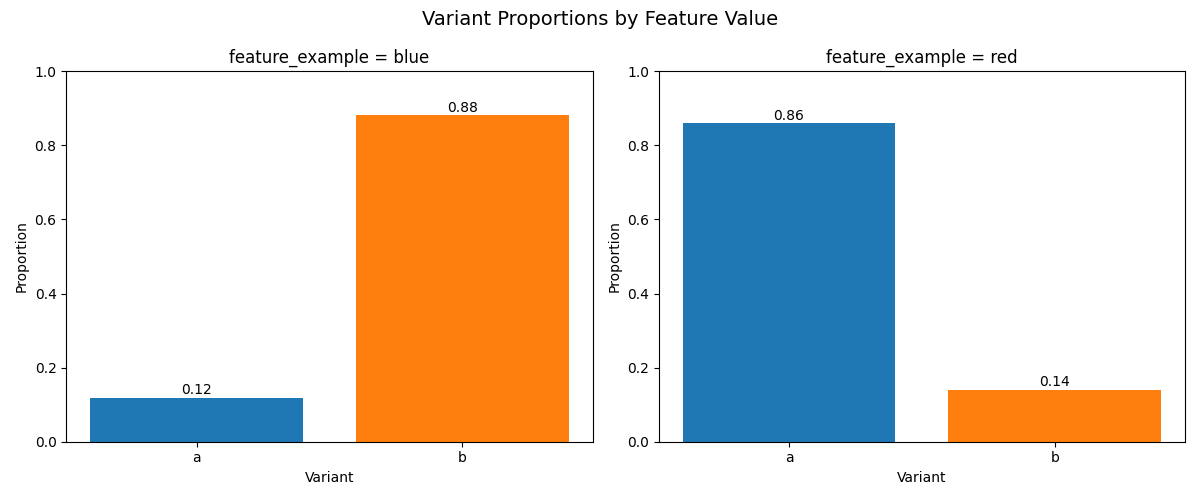 Variant Proportions by Feature Value
feature_example = blue
1.0
0.8
0.6
0.4
0.2
0.0
Proportion
0.12
0.88
a
b
Variant
feature_example = red
1.0
0.8
0.6
0.4
0.2
0.0
Proportion
0.86
0.14
a
b
Variant